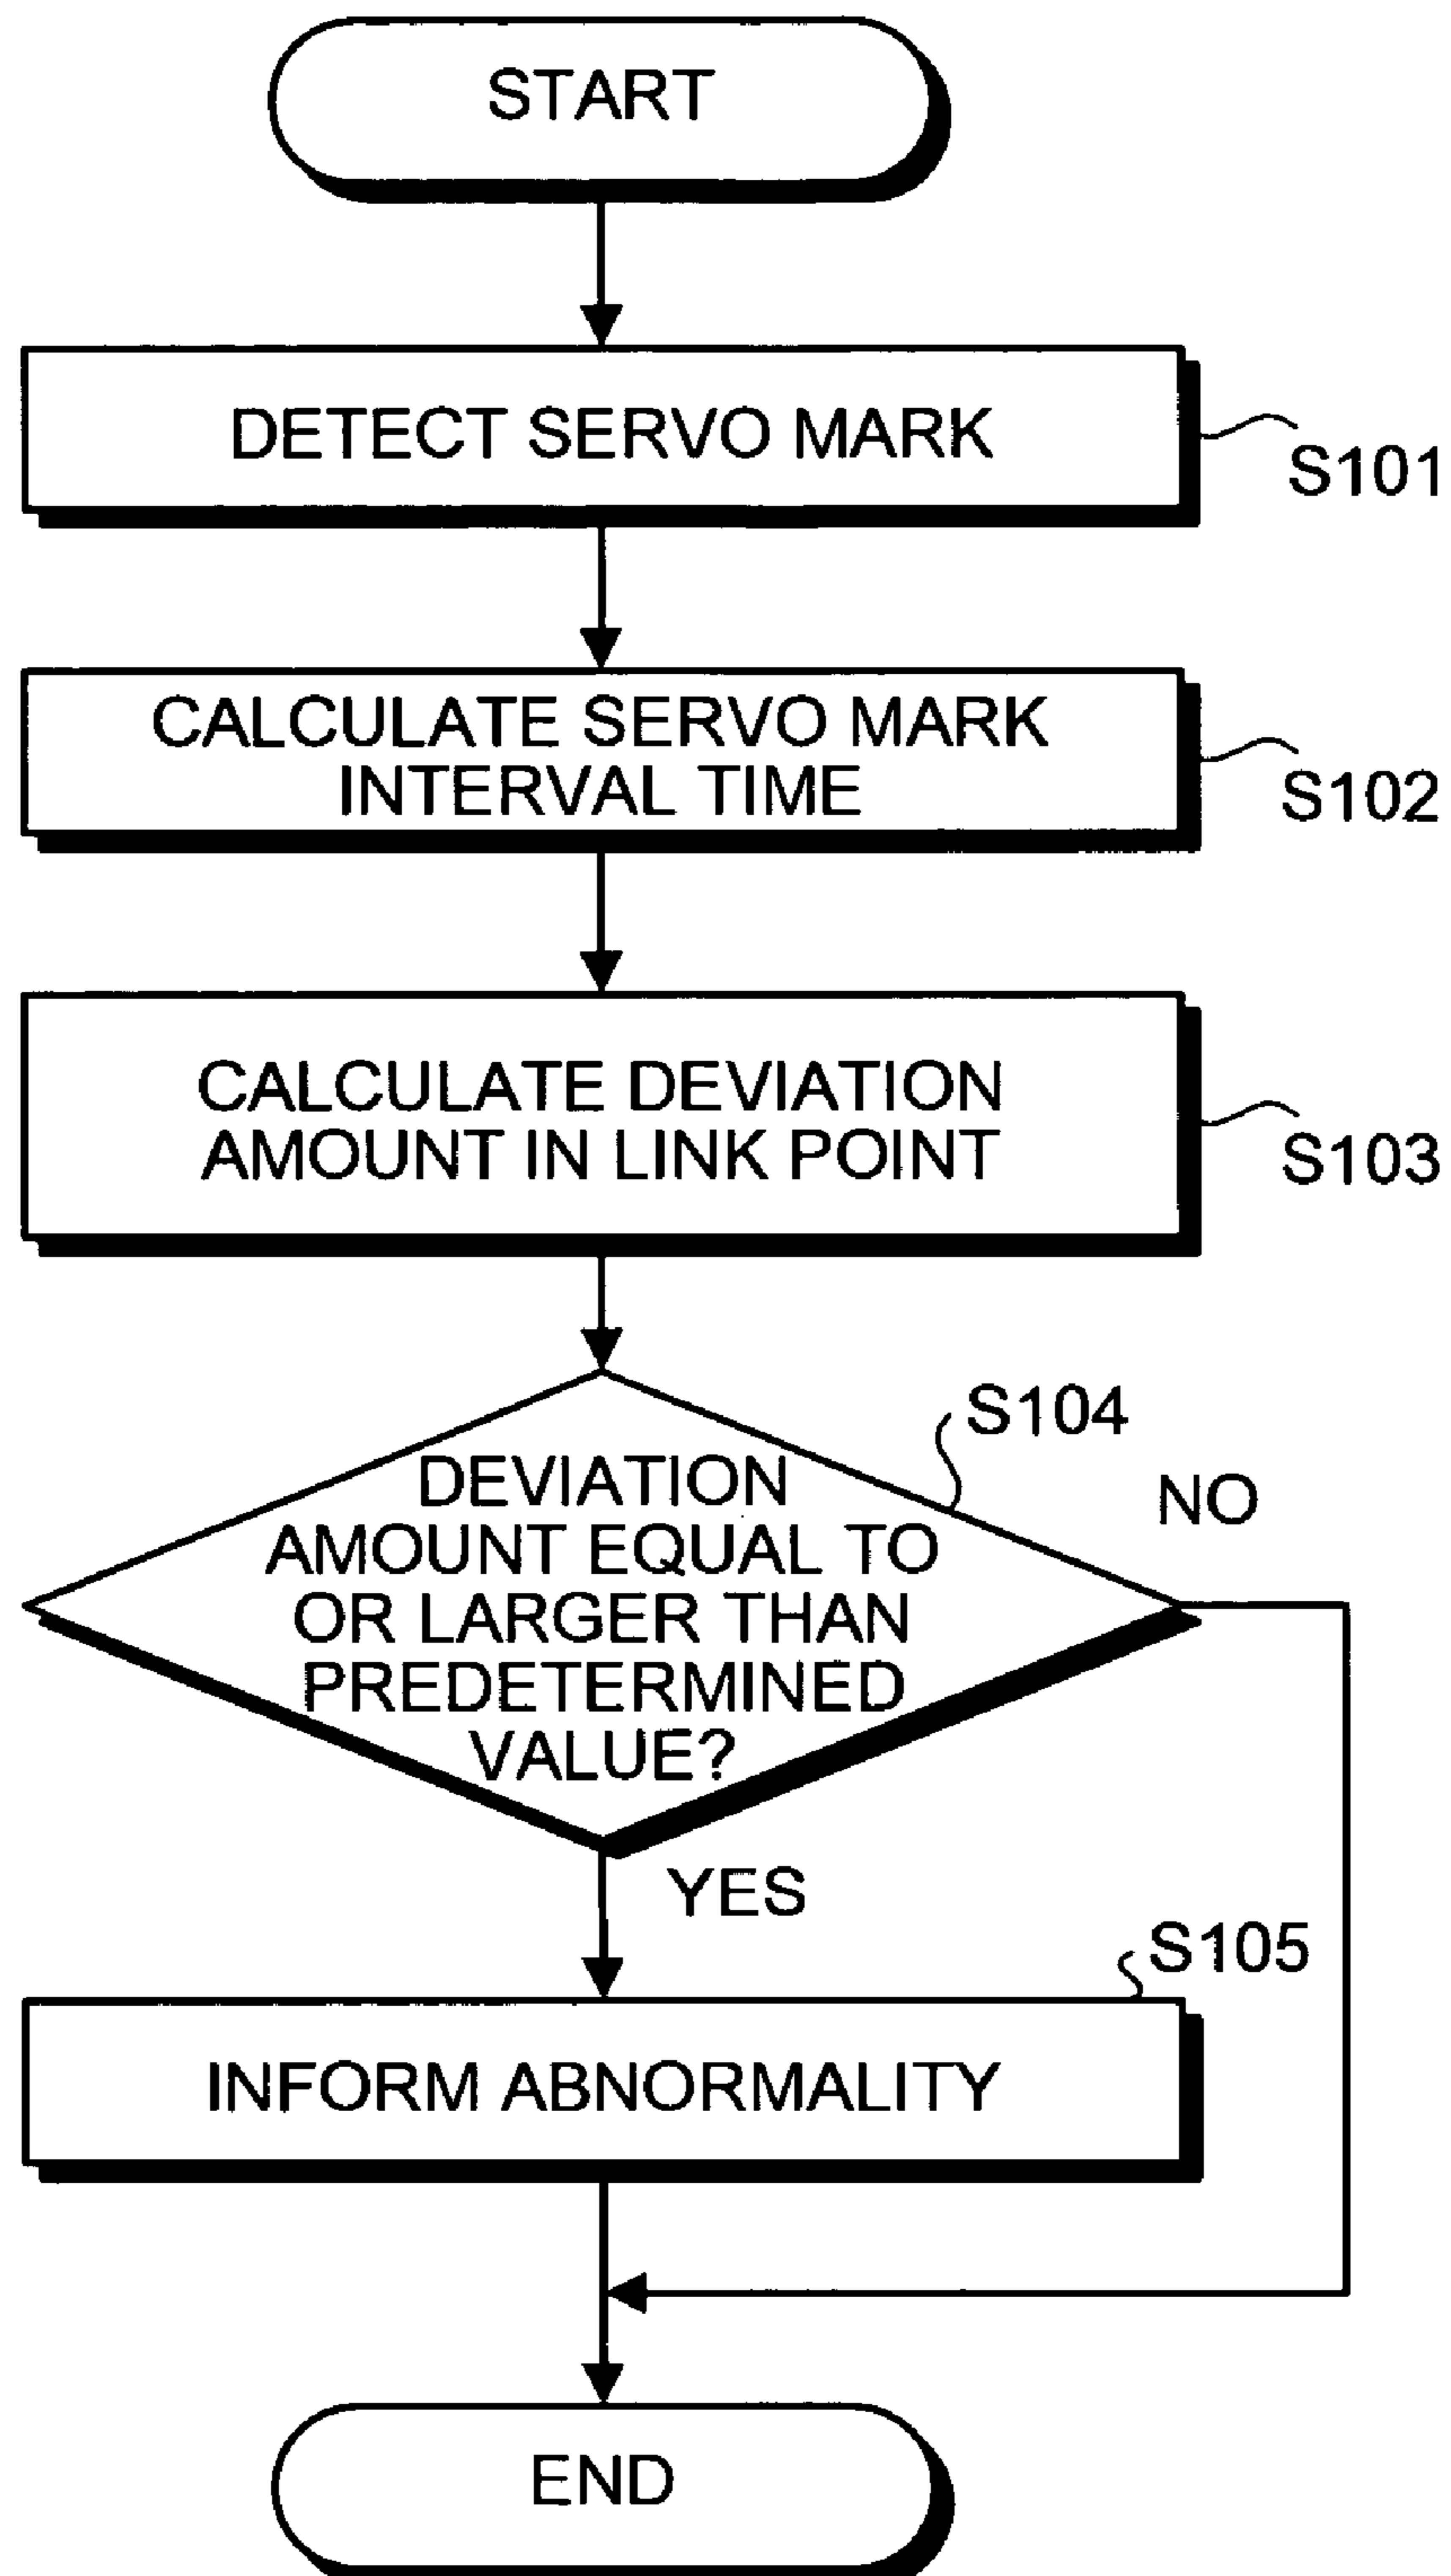 START
DETECT SERVO MARK
S101
CALCULATE SERVO MARK
INTERVAL TIME
S102
CALCULATE DEVIATION
AMOUNT IN LINK POINT
S103
S104
DEVIATION
AMOUNT EQUAL TO
OR LARGER THAN
PREDETERMINED
VALUE?
NO
YES
S105
INFORM ABNORMALITY
END